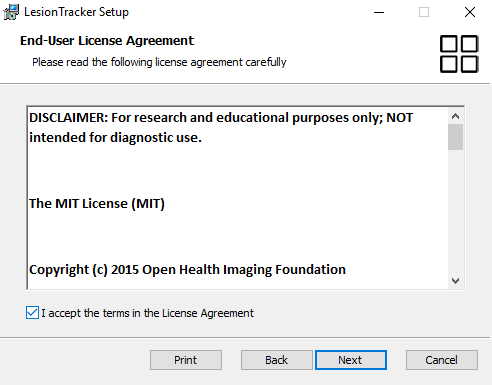 LesionTracker Setup
End-User License Agreement
Please read the following license agreement carefully
DISCLAIMER: For research and educational purposes only; NOT
intended for diagnostic use.
The MIT License (MIT)
Copyright (c) 2015 Open Health Imaging Foundation
I accept the terms in the License Agreement
Print
Back
Next
Cancel